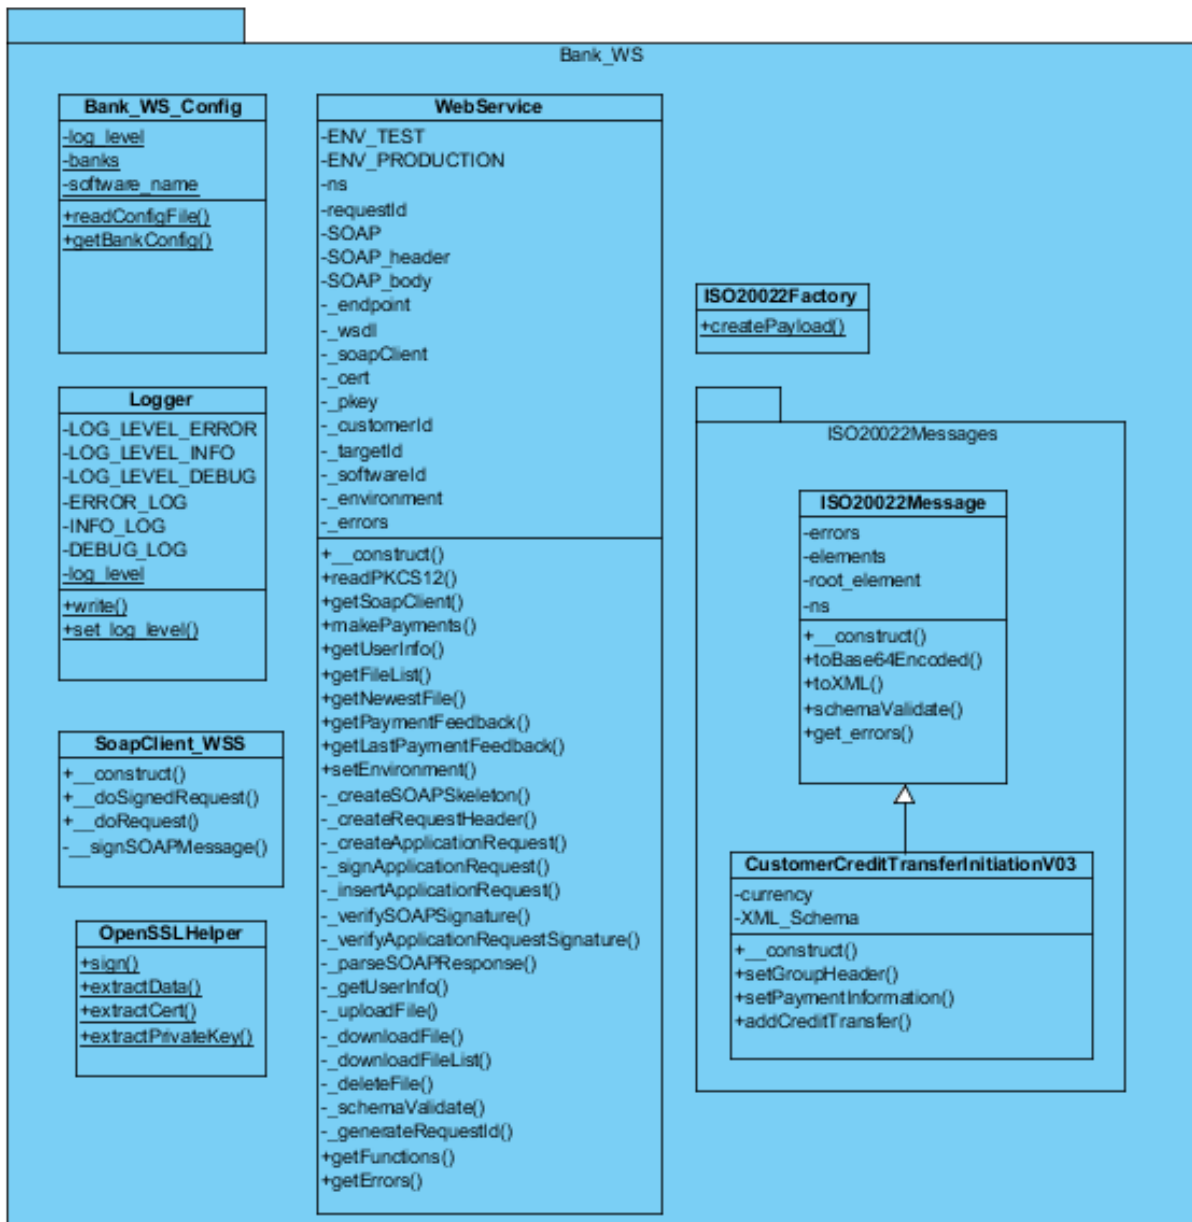 Bank_WS
Bank_WS_Config
-log_level
-banks
-software_name
+readConfigFile()
+getBankConfig()
Logger
-LOG_LEVEL_ERROR
-LOG_LEVEL_INFO
-LOG_LEVEL_DEBUG
-ERROR_LOG
-INFO_LOG
-DEBUG_LOG
-log_level
+write()
+set_log_level()
SoapClient_WSS
+__construct()
+__doSignedRequest()
+__doRequest()
-__signSOAPMessage()
OpenSSLHelper
+sign()
+extractData()
+extractCert()
+extractPrivateKey()
WebService
-ENV_TEST
-ENV_PRODUCTION
-ns
-requestId
-SOAP
-SOAP_header
-SOAP_body
-_endpoint
-_wsdl
-_soapClient
-_cert
-_pkey
-_customerId
-_targetId
-_softwareId
-_environment
-_errors
+__construct()
+readPKCS12()
+getSoapClient()
+makePayments()
+getUserInfo()
+getFileList()
+getNewestFile()
+getPaymentFeedback()
+getLastPaymentFeedback()
+setEnvironment()
-_createSOAPSkeleton()
-_createRequestHeader()
-_createApplicationRequest()
-_signApplicationRequest()
-_insertApplicationRequest()
-_verifySOAPSignature()
-_verifyApplicationRequestSignature()
-_parseSOAPResponse()
-_getUserInfo()
-_uploadFile()
-_downloadFile()
-_downloadFileList()
-_deleteFile()
-_schemaValidate()
-_generateRequestId()
+getFunctions()
+getErrors()
ISO20022Factory
+createPayload()
ISO20022Messages
ISO20022Message
-errors
-elements
-root_element
-ns
+__construct()
+toBase64Encoded()
+toXML()
+schemaValidate()
+get_errors()
CustomerCreditTransferInitiationV03
-currency
-XML_Schema
+__construct()
+setGroupHeader()
+setPaymentInformation()
+addCreditTransfer()